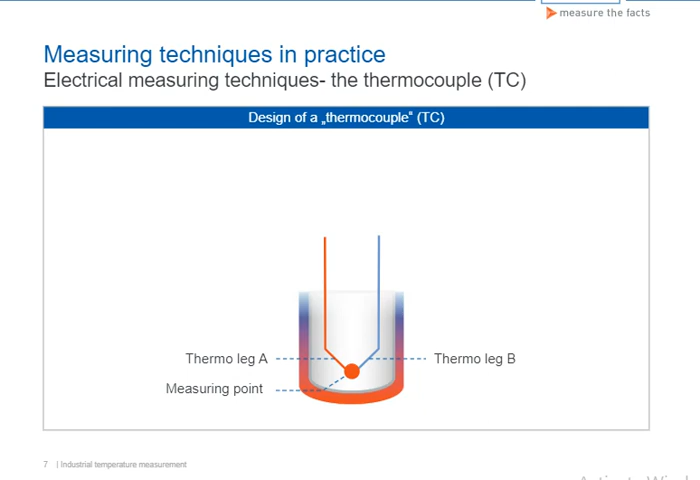 measure the facts
Measuring techniques in practice
Electrical measuring techniques- the thermocouple (TC)
Design of a „thermocouple“ (TC)
Thermo leg A
Thermo leg B
Measuring point
7 | Industrial temperature measurement